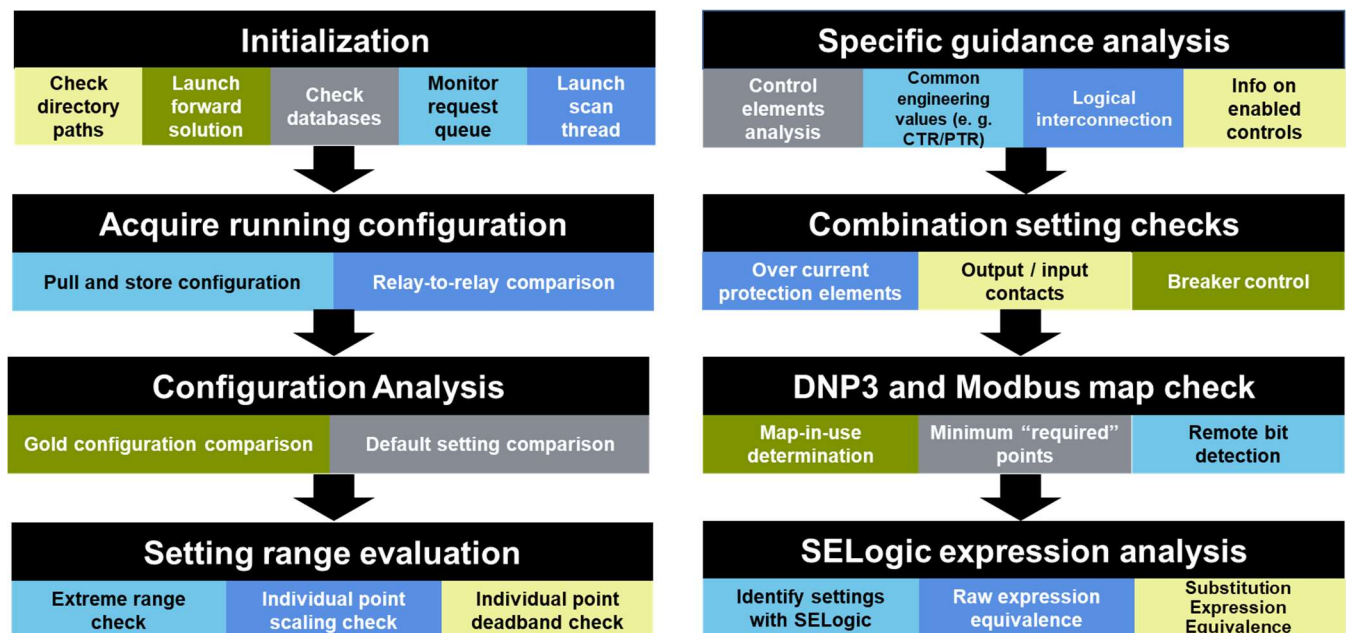 Initialization
Check
directory
paths
Launch
forward
solution
Check
databases
Monitor
request
queue
Launch
scan
thread
Acquire running configuration
Pull and store configuration
Relay-to-relay comparison
Configuration Analysis
Gold configuration comparison
Default setting comparison
Setting range evaluation
Extreme range
check
Individual point
scaling check
Individual point
deadband check
Specific guidance analysis
Control
elements
analysis
Common
engineering
values (e. g.
CTR/PTR)
Logical
interconnection
Info on
enabled
controls
Combination setting checks
Over current
protection elements
Output / input
contacts
Breaker control
DNP3 and Modbus map check
Map-in-use
determination
Minimum “required”
points
Remote bit
detection
SELogic expression analysis
Identify settings
with SELogic
Raw expression
equivalence
Substitution
Expression
Equivalence